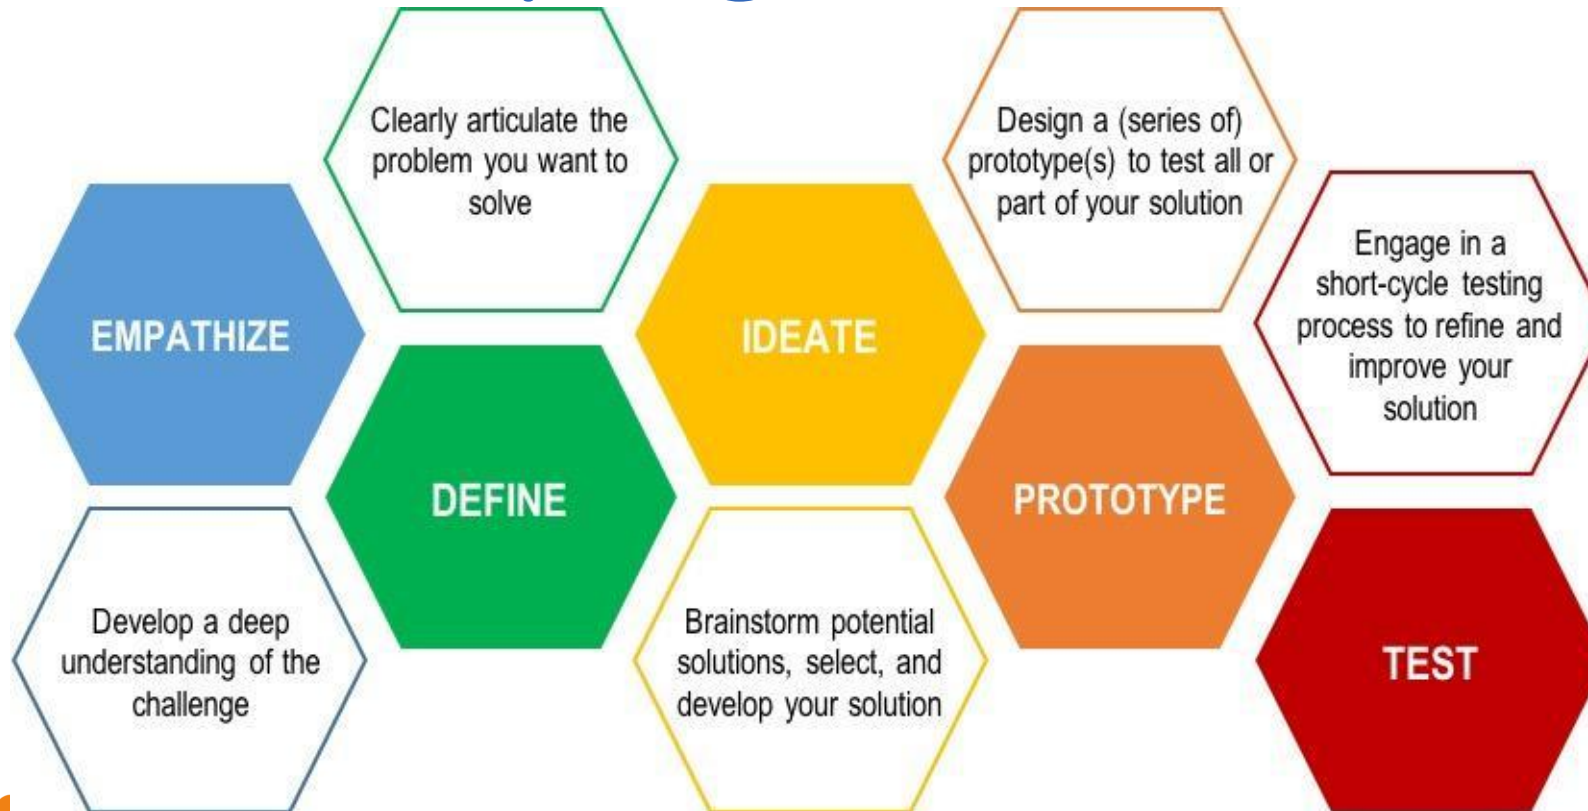 EMPATHIZE
Develop a deep
understanding of the
challenge
Clearly articulate the
problem you want to
solve
DEFINE
IDEATE
Brainstorm potential
solutions, select, and
develop your solution
Design a (series of)
prototype(s) to test all or
part of your solution
PROTOTYPE
Engage in a
short-cycle testing
process to refine and
improve your
solution
TEST